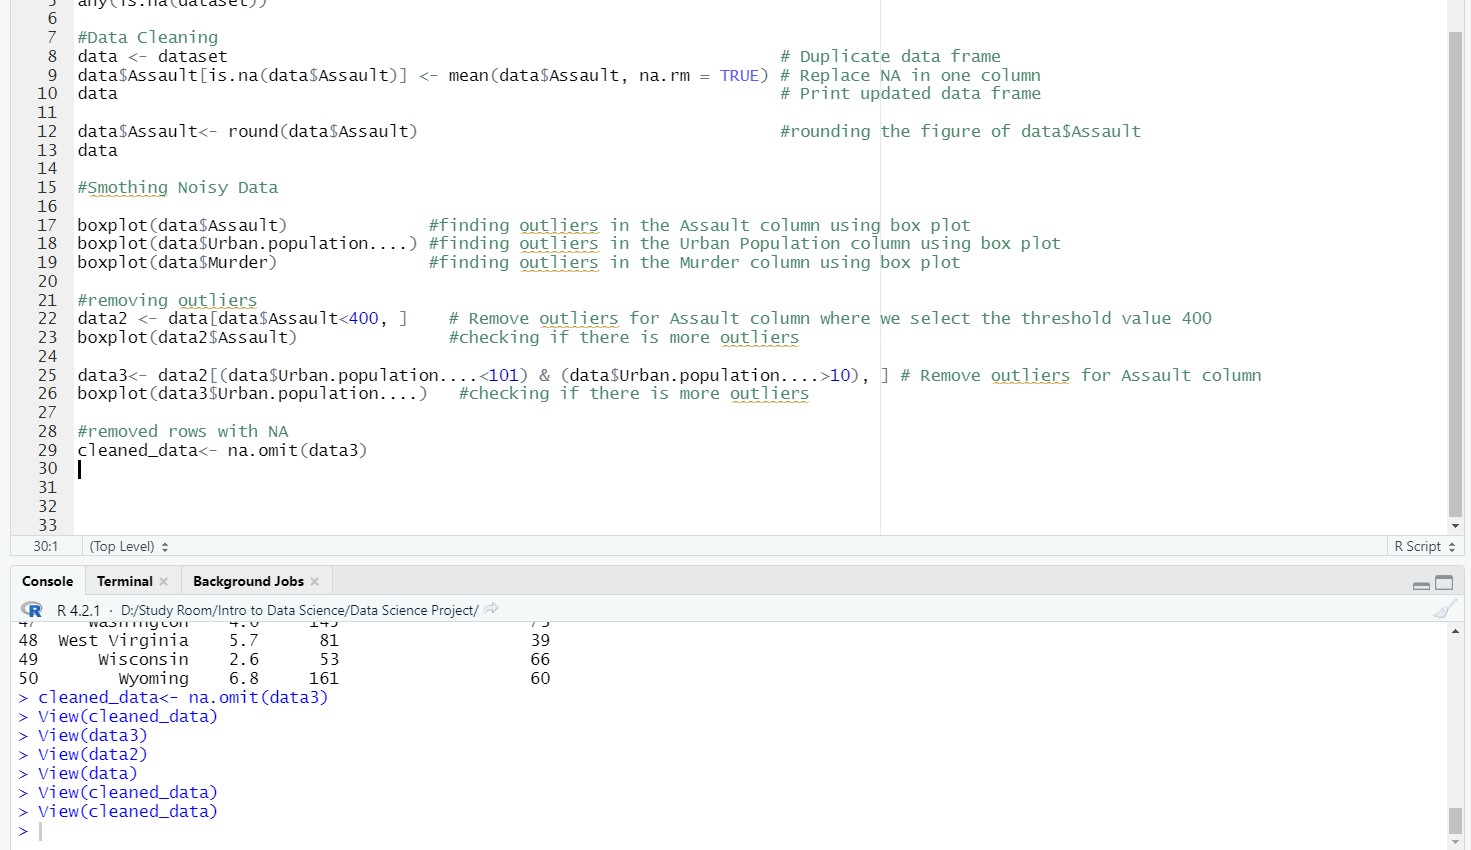 5 any(is.na(dataset))
6
7 #Data Cleaning
8 data <- dataset # Duplicate data frame
9 data$Assault[is.na(data$Assault)] <- mean(data$Assault, na.rm = TRUE) # Replace NA in one column
10 data # Print updated data frame
11
12 data$Assault<- round(data$Assault) #rounding the figure of data$Assault
13 data
14
15 #Smothing Noisy Data
16
17 boxplot(data$Assault) #finding outliers in the Assault column using box plot
18 boxplot(data$Urban.population....) #finding outliers in the Urban Population column using box plot
19 boxplot(data$Murder) #finding outliers in the Murder column using box plot
20
21 #removing outliers
22 data2 <- data[data$Assault<400, ] # Remove outliers for Assault column where we select the threshold value 400
23 boxplot(data2$Assault) #checking if there is more outliers
24
25 data3<- data2[(data$Urban.population....<101) & (data$Urban.population....>10), ] # Remove outliers for Assault column
26 boxplot(data3$Urban.population....) #checking if there is more outliers
27
28 #removed rows with NA
29 cleaned_data<- na.omit(data3)
30
31
32
33
30:1 (Top Level) R Script
Console Terminal Background Jobs
R R 4.2.1 · D:/Study Room/Intro to Data Science/Data Science Project/
47 Washington 4.0 145 73
48 West Virginia 5.7 81 39
49 Wisconsin 2.6 53 66
50 Wyoming 6.8 161 60
> cleaned_data<- na.omit(data3)
> View(cleaned_data)
> View(data3)
> View(data2)
> View(data)
> View(cleaned_data)
> View(cleaned_data)
>